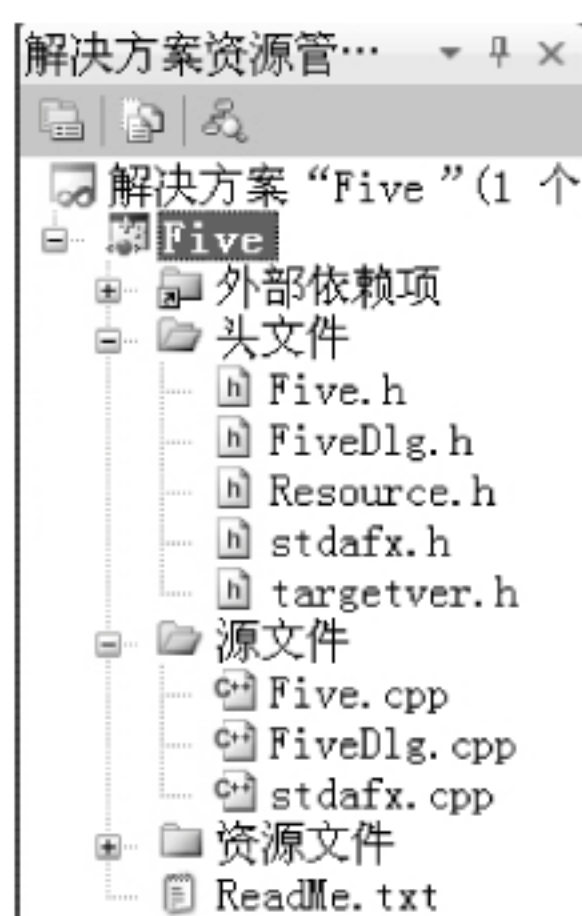 解决方案资源管…
解决方案“Five”(1 个
Five
外部依赖项
头文件
Five.h
FiveDlg.h
Resource.h
stdafx.h
targetver.h
源文件
Five.cpp
FiveDlg.cpp
stdafx.cpp
资源文件
ReadMe.txt